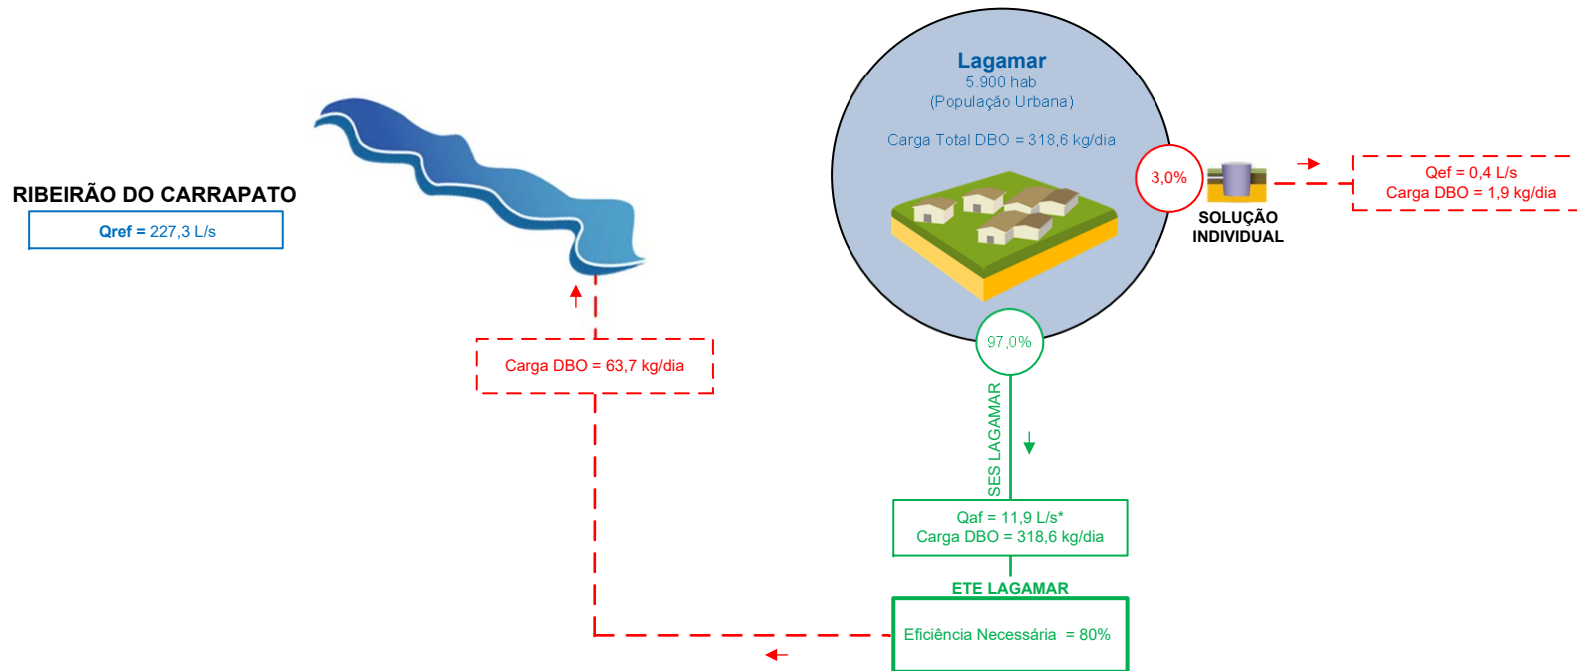 Lagamar
5.900 hab
(População Urbana)
Carga Total DBO = 318,6 kg/dia
3,0%
SOLUÇÃO
INDIVIDUAL
Qef = 0,4 L/s
Carga DBO = 1,9 kg/dia
RIBEIRÃO DO CARRAPATO
Qref = 227,3 L/s
97,0%
Carga DBO = 63,7 kg/dia
SES LAGAMAR
Qaf = 11,9 L/s*
Carga DBO = 318,6 kg/dia
ETE LAGAMAR
Eficiência Necessária = 80%